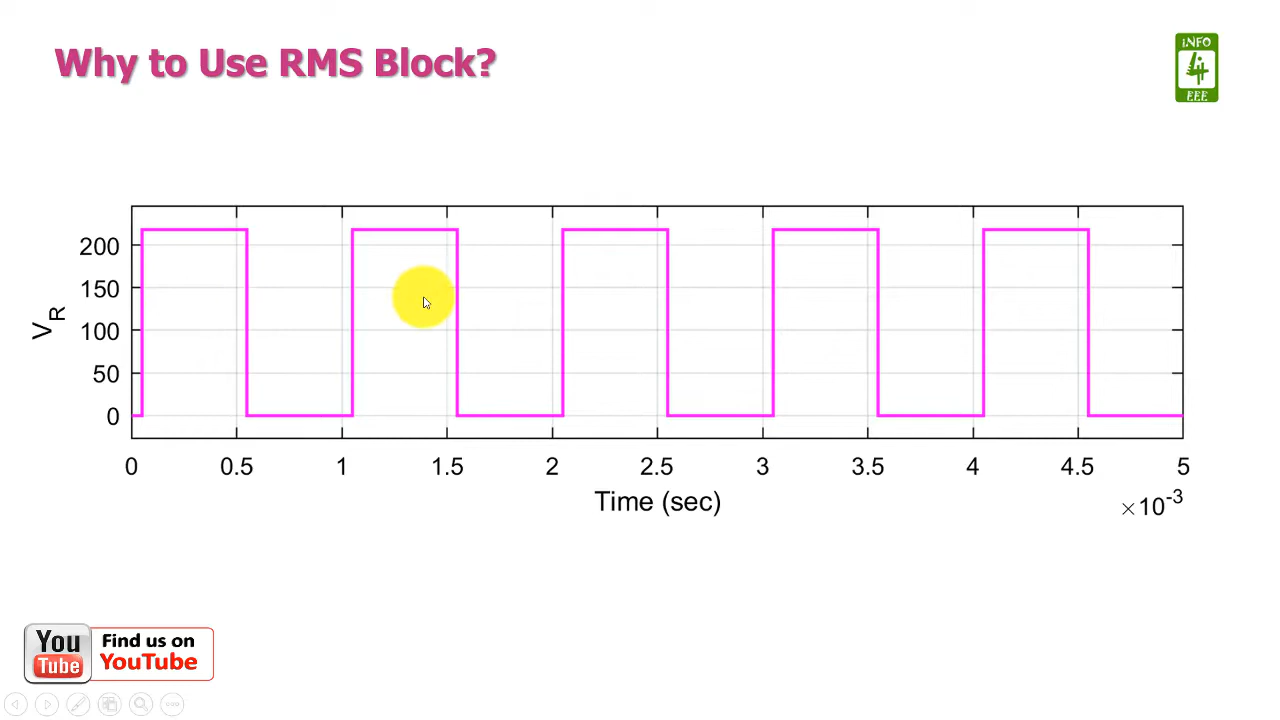 Why to Use RMS Block?
INFO
4
EEE
200
150
100
50
0
V_R
0 0.5 1 1.5 2 2.5 3 3.5 4 4.5 5
Time (sec)
×10^-3
You
Tube
Find us on
YouTube